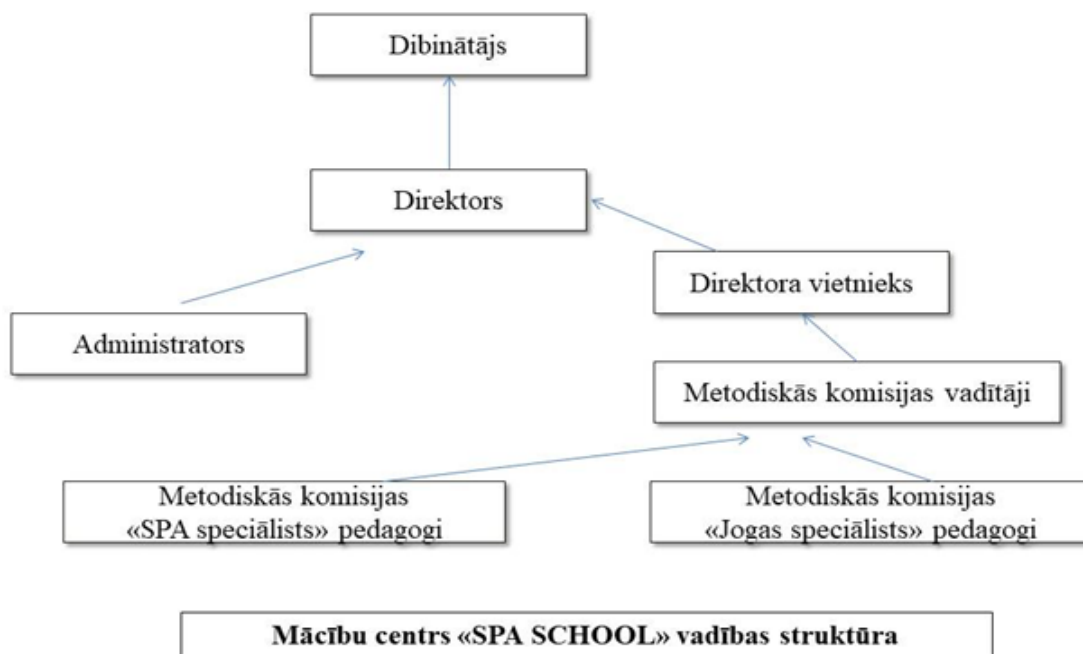 Dibinātājs
Direktors
Direktora vietnieks
Administrators
Metodiskās komisijas vadītāji
Metodiskās komisijas
«SPA speciālists» pedagogi
Metodiskās komisijas
«Jogas speciālists» pedagogi
Mācību centrs «SPA SCHOOL» vadības struktūra